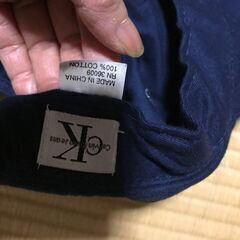 100% COTTON
RN 36009
MADE IN CHINA
cK
Calvin Klein Jeans